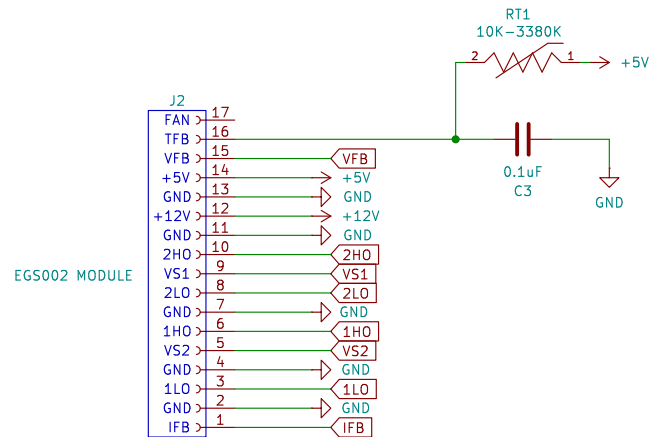 RT1
10K-3380K
2
1
+5V
J2
FAN 17
TFB 16
VFB 15 VFB
+5V 14 +5V
GND 13 GND
+12V 12 +12V
GND 11 GND
2HO 10 2HO
VS1 9 VS1
2LO 8 2LO
GND 7 GND
1HO 6 1HO
VS2 5 VS2
GND 4 GND
1LO 3 1LO
GND 2 GND
IFB 1 IFB
0.1uF
C3
GND
EGS002 MODULE